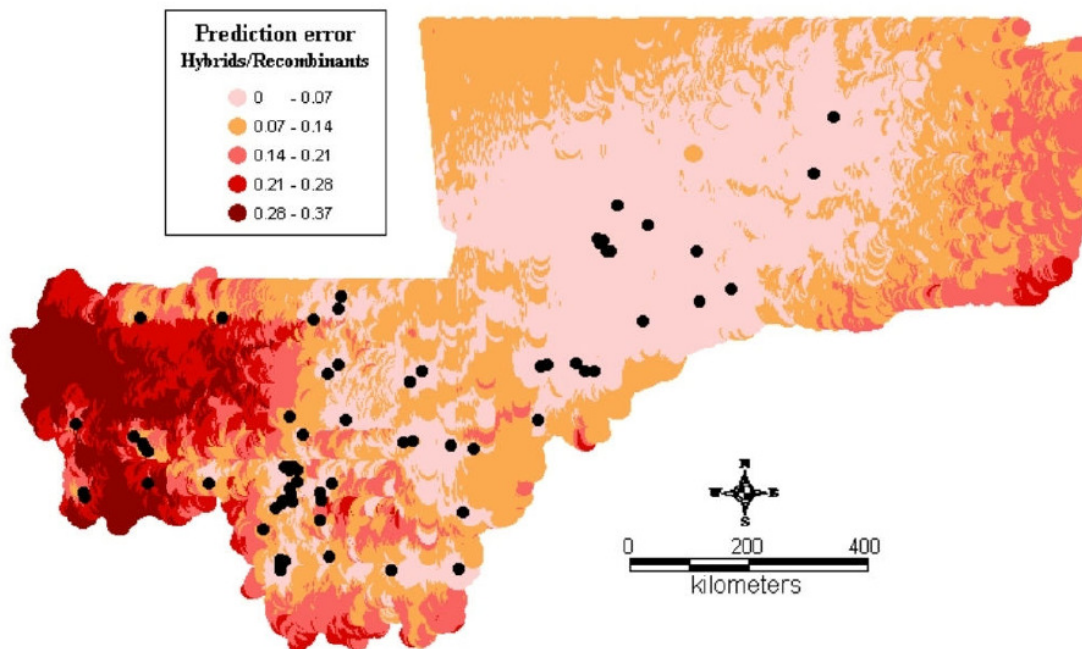 Prediction error
Hybrids/Recombinants
0 - 0.07
0.07 - 0.14
0.14 - 0.21
0.21 - 0.28
0.28 - 0.37
N
W E
S
0 200 400
kilometers